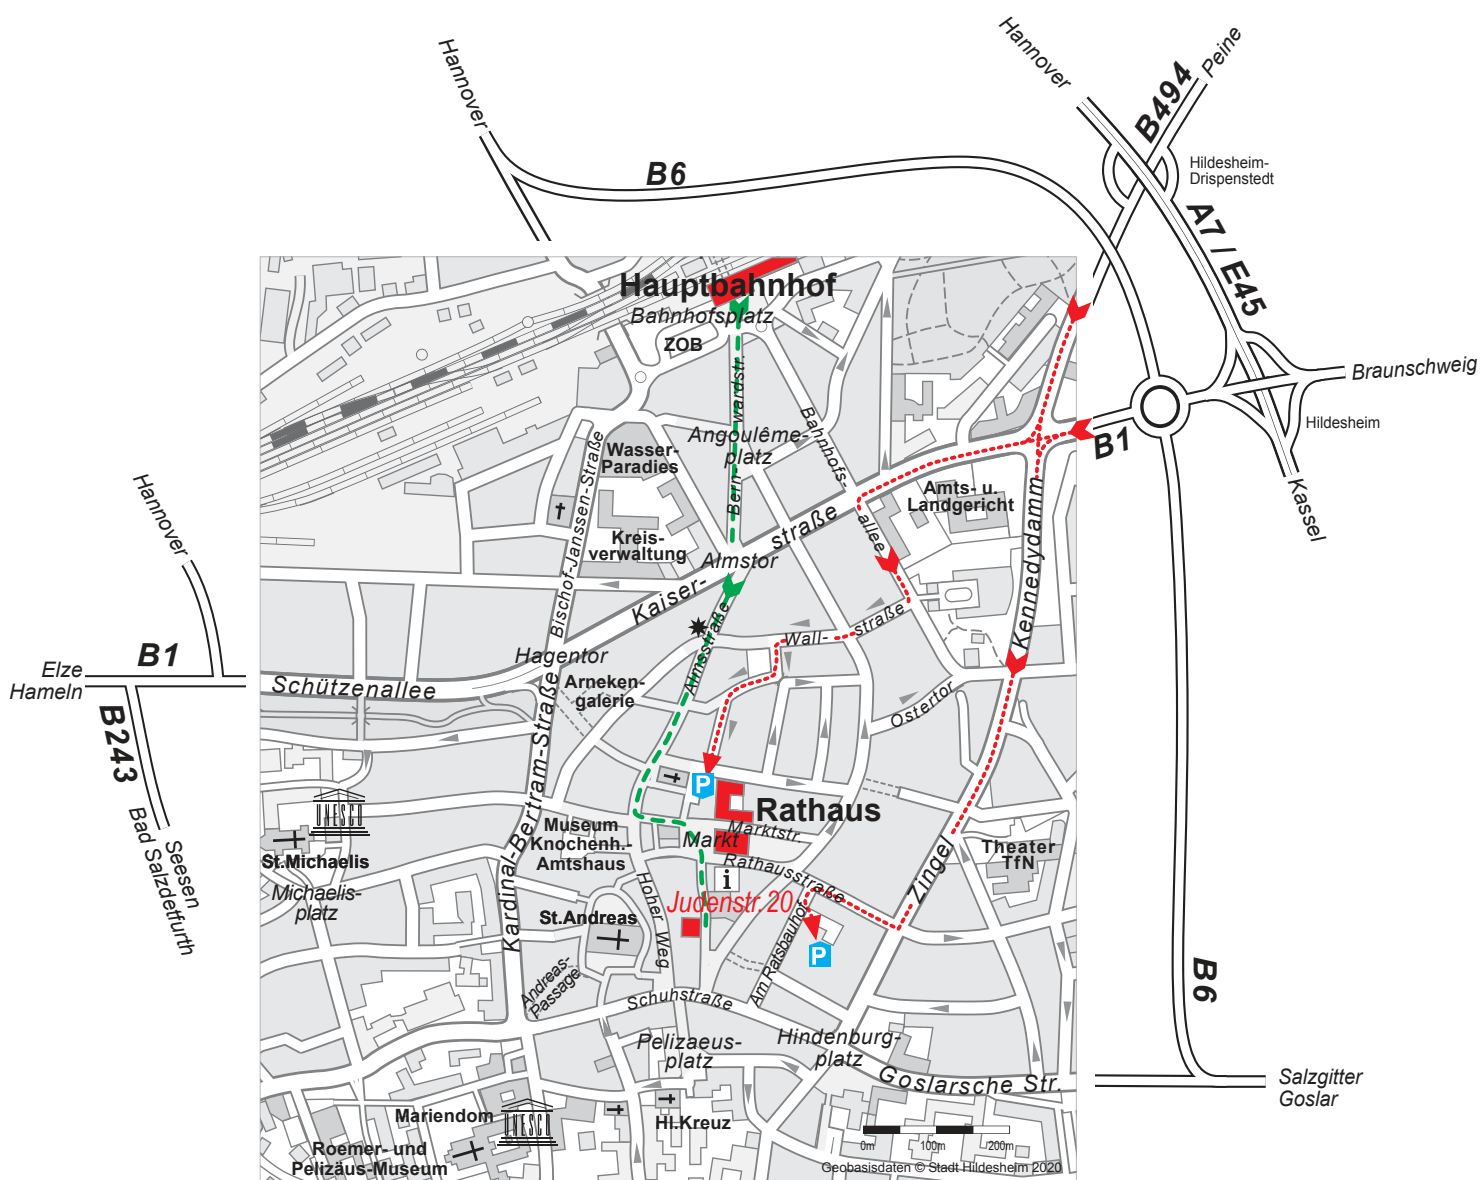 Hannover
Hannover
B494
Peine
Hildesheim-
Drispenstedt
B6
A7 / E45
Hauptbahnhof
Bahnhofsplatz
ZOB
Braunschweig
Hildesheim
B1
Kassel
Bern-
wardstr.
Angoulême-
platz
Bahnhofs-
allee
Wasser-
Paradies
Bischof-Janssen-Straße
Kreis-
verwaltung
Amts- u.
Landgericht
Kennedydamm
Almstor
Kaiser-
straße
Hannover
Almsstraße
Wall-
straße
Hagentor
Elze
Hameln
B1
Schützenallee
Arneken-
galerie
Ostertor
B243
Bad Salzdetfurth
Seesen
Kardinal-Bertram-Straße
P
Rathaus
UNESCO
Museum
Knochenh.-
Amtshaus
Markt
Marktstr.
St.Michaelis
Michaelis-
platz
Rathausstraße
Theater
TfN
Zingel
i
Hoher Weg
Judenstr. 20
St.Andreas
Am Ratsbauhof
P
Andreas-
Passage
Schuhstraße
B6
Pelizaeus-
platz
Hindenburg-
platz
Goslarsche Str.
Salzgitter
Goslar
Mariendom
UNESCO
Hl.Kreuz
Roemer- und
Pelizäus-Museum
0m 100m 200m
Geobasisdaten © Stadt Hildesheim 2020